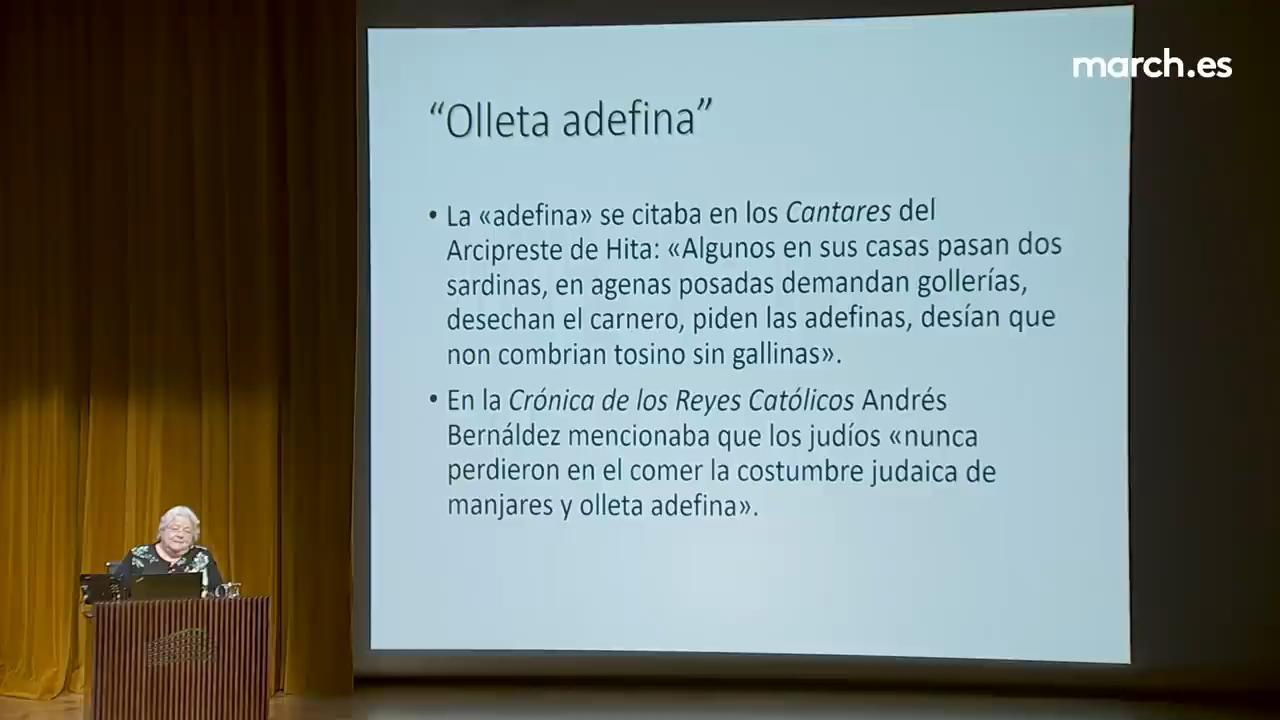 march.es
“Olleta adefina”
• La «adefina» se citaba en los Cantares del
Arcipreste de Hita: «Algunos en sus casas pasan dos
sardinas, en agenas posadas demandan gollerías,
desechan el carnero, piden las adefinas, desían que
non combrian tosino sin gallinas».
• En la Crónica de los Reyes Católicos Andrés
Bernáldez mencionaba que los judíos «nunca
perdieron en el comer la costumbre judaica de
manjares y olleta adefina».